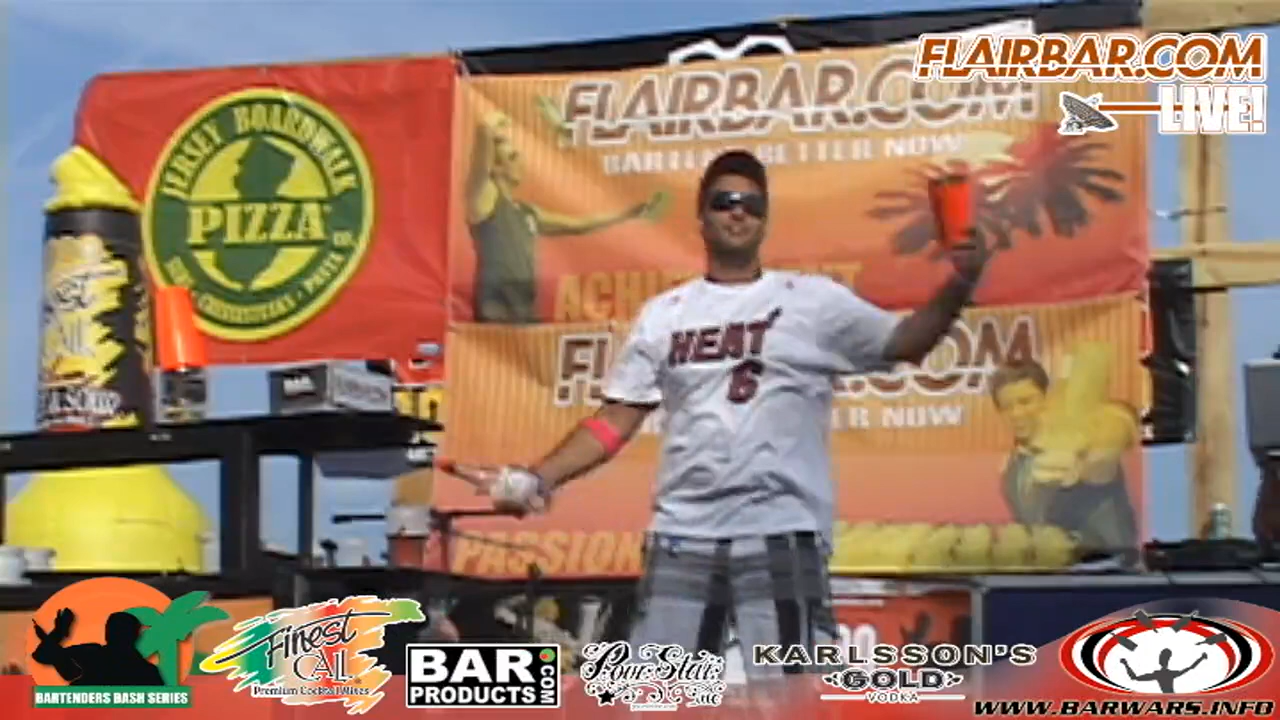 FLAIRBAR.COM
LIVE!
JERSEY BOARDWALK
PIZZA
FLAIRBAR.COM
BARTEND BETTER NOW
HEAT
6
NOW
PASSION
BARTENDERS BASH SERIES
Finest
CALL
Premium Cocktail Mixes
BAR
PRODUCTS
.COM
KARLSSON'S
GOLD
VODKA
WWW.BARWARS.INFO